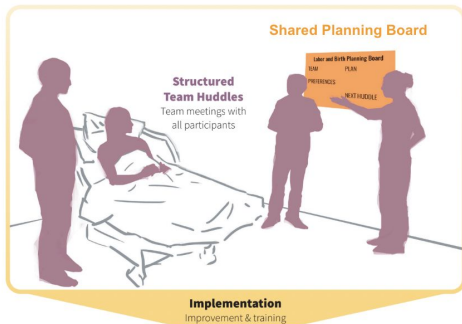 Shared Planning Board
Labor and Birth Planning Board
TEAM PLAN
PREFERENCES
NEXT HUDDLE
Structured
Team Huddles
Team meetings with
all participants
Implementation
Improvement & training